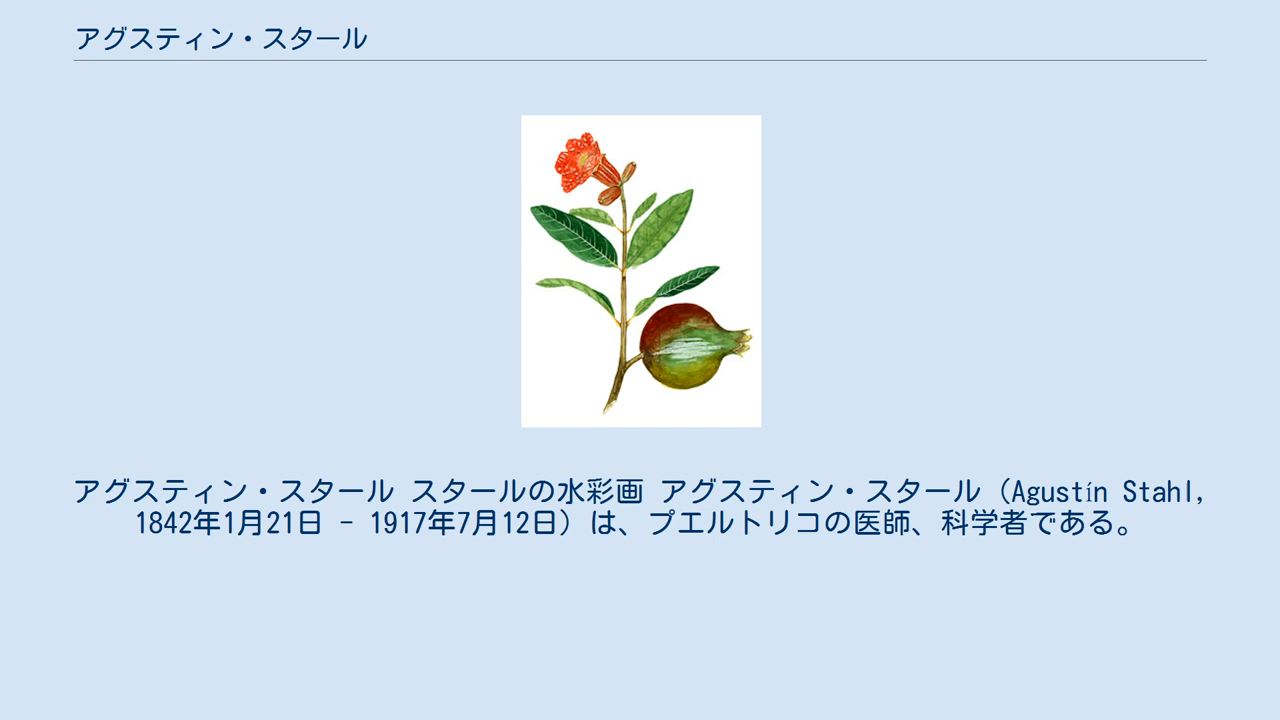 アグスティン・スタール
アグスティン・スタール スタールの水彩画 アグスティン・スタール（Agustín Stahl,
1842年1月21日 - 1917年7月12日）は、プエルトリコの医師、科学者である。